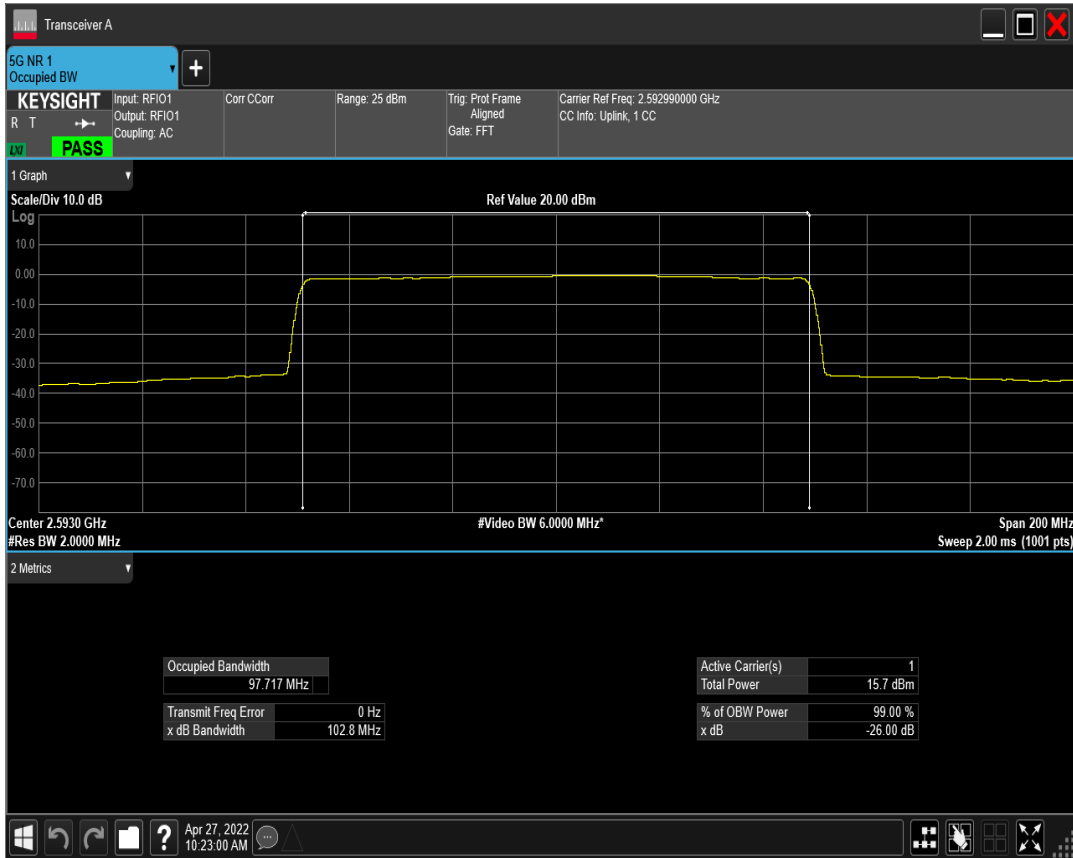 Transceiver A
5G NR 1
Occupied BW
KEYSIGHT
R T
LXI
PASS
Input: RFIO1
Output: RFIO1
Coupling: AC
Corr CCorr
Range: 25 dBm
Trig: Prot Frame
Aligned
Gate: FFT
Carrier Ref Freq: 2.592990000 GHz
CC Info: Uplink, 1 CC
1 Graph
Scale/Div 10.0 dB
Ref Value 20.00 dBm
Log
10.0
0.00
-10.0
-20.0
-30.0
-40.0
-50.0
-60.0
-70.0
Center 2.5930 GHz
#Video BW 6.0000 MHz*
Span 200 MHz
#Res BW 2.0000 MHz
Sweep 2.00 ms (1001 pts)
2 Metrics
Occupied Bandwidth
97.717 MHz
Transmit Freq Error 0 Hz
x dB Bandwidth 102.8 MHz
Active Carrier(s) 1
Total Power 15.7 dBm
% of OBW Power 99.00 %
x dB -26.00 dB
Apr 27, 2022
10:23:00 AM